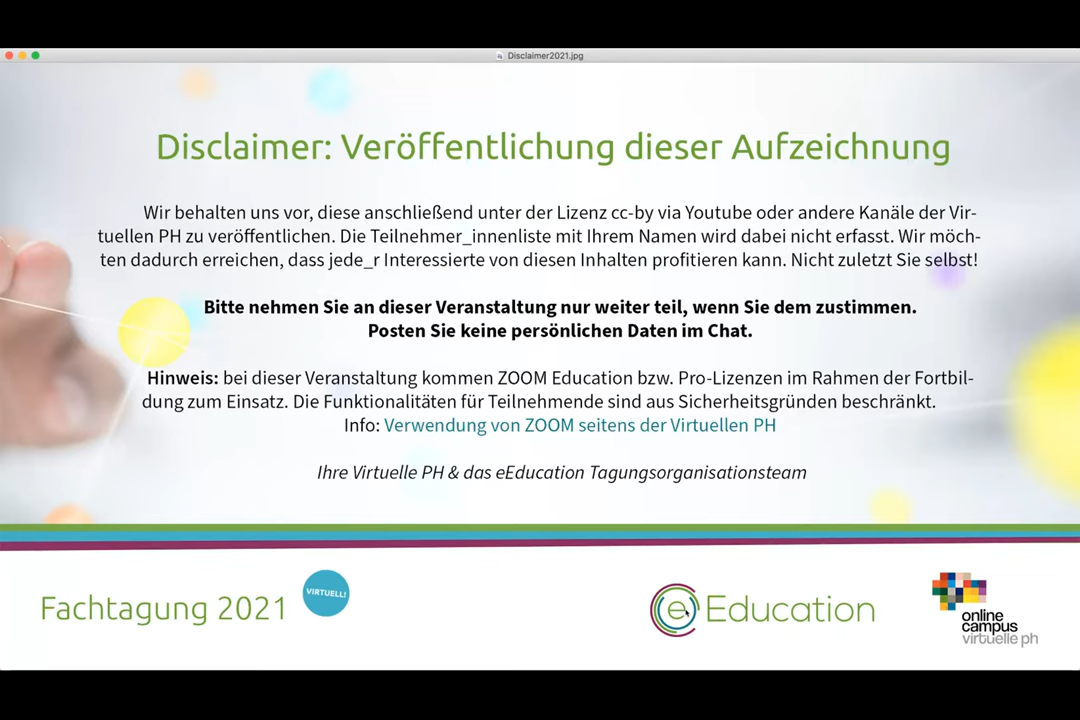 Disclaimer2021.jpg
Disclaimer: Veröffentlichung dieser Aufzeichnung
Wir behalten uns vor, diese anschließend unter der Lizenz cc-by via Youtube oder andere Kanäle der Vir-
tuellen PH zu veröffentlichen. Die Teilnehmer_innenliste mit Ihrem Namen wird dabei nicht erfasst. Wir möch-
ten dadurch erreichen, dass jede_r Interessierte von diesen Inhalten profitieren kann. Nicht zuletzt Sie selbst!
Bitte nehmen Sie an dieser Veranstaltung nur weiter teil, wenn Sie dem zustimmen.
Posten Sie keine persönlichen Daten im Chat.
Hinweis: bei dieser Veranstaltung kommen ZOOM Education bzw. Pro-Lizenzen im Rahmen der Fortbil-
dung zum Einsatz. Die Funktionalitäten für Teilnehmende sind aus Sicherheitsgründen beschränkt.
Info: Verwendung von ZOOM seitens der Virtuellen PH
Ihre Virtuelle PH & das eEducation Tagungsorganisationsteam
Fachtagung 2021
VIRTUELL!
eEducation
online
campus
virtuelle ph